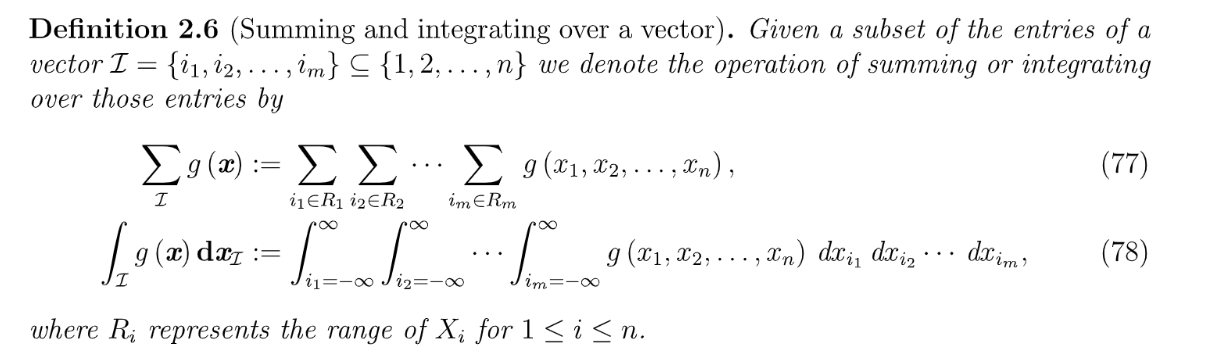 Definition 2.6 (Summing and integrating over a vector). Given a subset of the entries of a
vector $\mathcal{I} = \{i_1, i_2, \ldots, i_m\} \subseteq \{1, 2, \ldots, n\}$ we denote the operation of summing or integrating
over those entries by
$\sum_{\mathcal{I}} g(\boldsymbol{x}) := \sum_{i_1 \in R_1} \sum_{i_2 \in R_2} \cdots \sum_{i_m \in R_m} g(x_1, x_2, \ldots, x_n),$ (77)
$\int_{\mathcal{I}} g(\boldsymbol{x}) \, \mathbf{d}\boldsymbol{x}_{\mathcal{I}} := \int_{i_1=-\infty}^{\infty} \int_{i_2=-\infty}^{\infty} \cdots \int_{i_m=-\infty}^{\infty} g(x_1, x_2, \ldots, x_n) \, dx_{i_1} \, dx_{i_2} \cdots \, dx_{i_m},$ (78)
where $R_i$ represents the range of $X_i$ for $1 \leq i \leq n$.